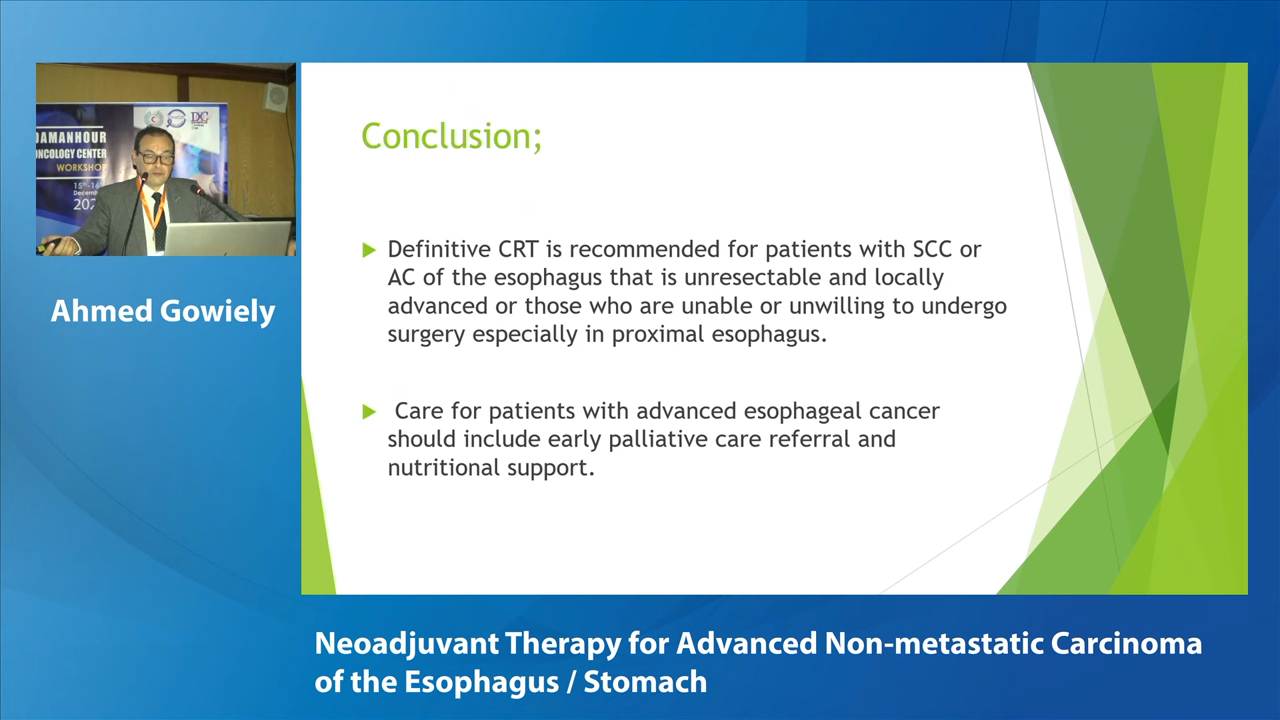 DAMANHOUR
ONCOLOGY CENTER
WORKSHOP
DC
Ahmed Gowiely
Conclusion;
Definitive CRT is recommended for patients with SCC or
AC of the esophagus that is unresectable and locally
advanced or those who are unable or unwilling to undergo
surgery especially in proximal esophagus.
Care for patients with advanced esophageal cancer
should include early palliative care referral and
nutritional support.
Neoadjuvant Therapy for Advanced Non-metastatic Carcinoma
of the Esophagus / Stomach